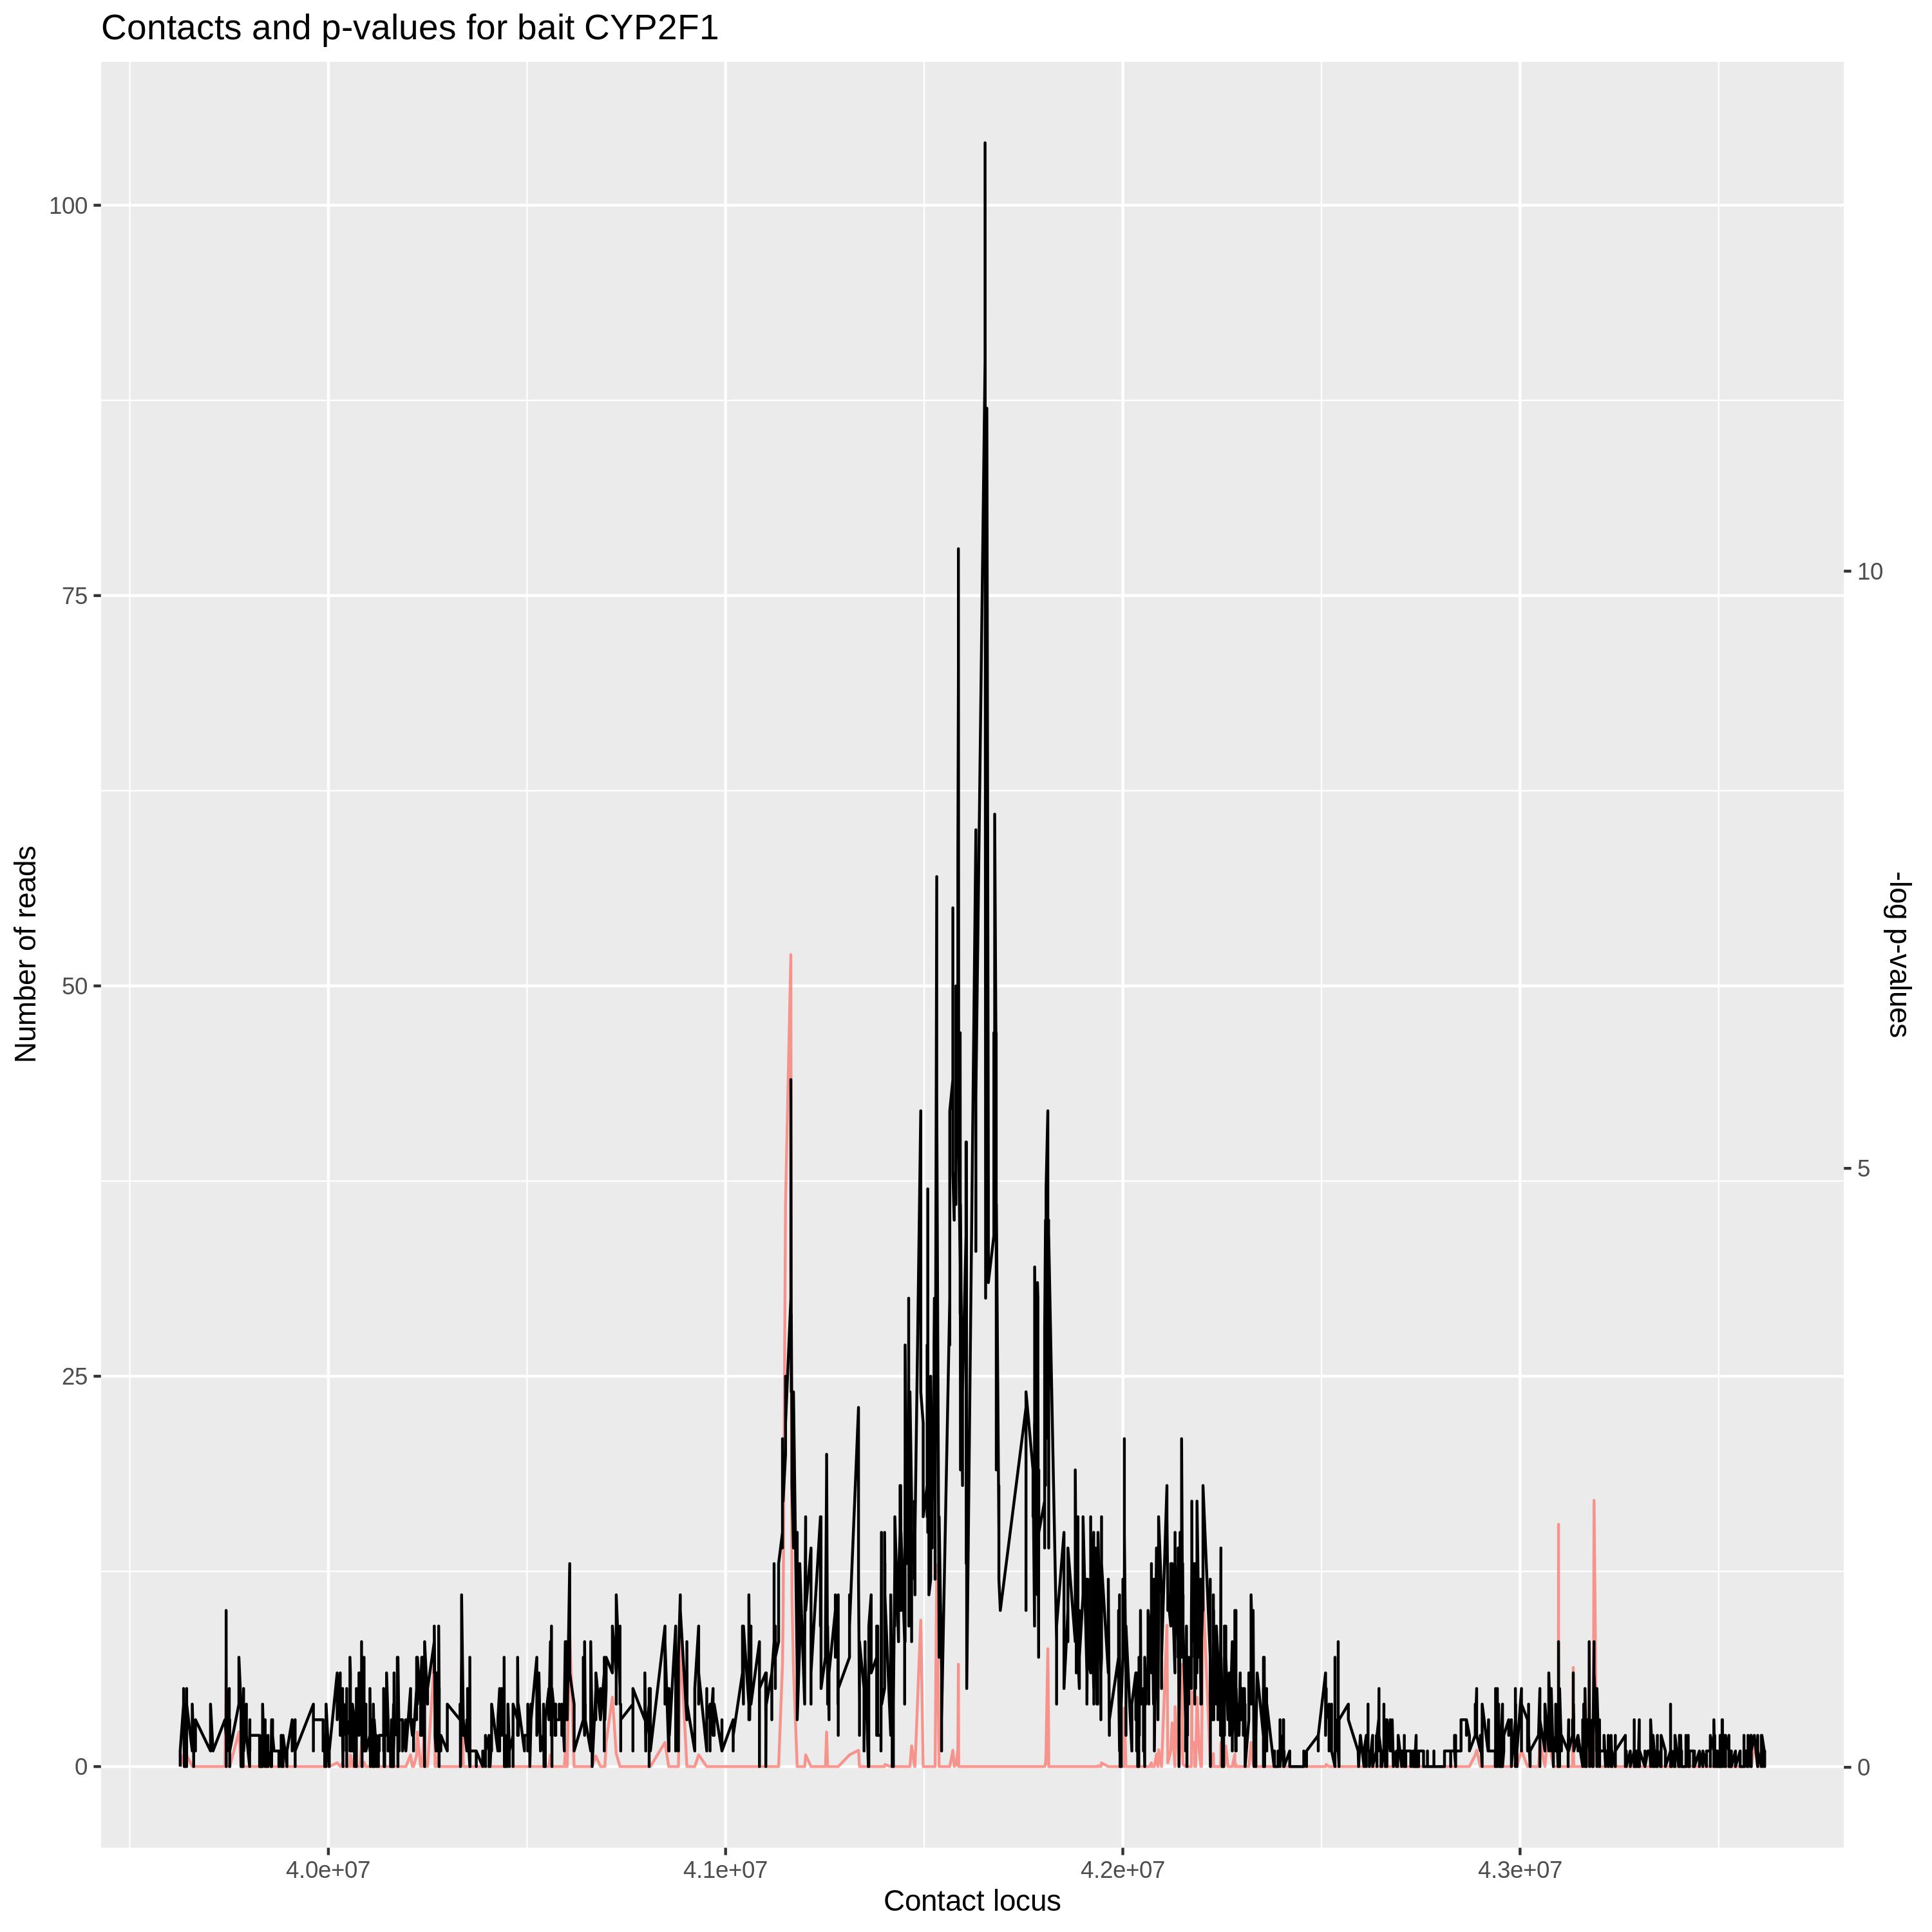 Contacts and p-values for bait CYP2F1
100
75
50
25
0
10
5
0
Number of reads
-log p-values
4.0e+07
4.1e+07
4.2e+07
4.3e+07
Contact locus